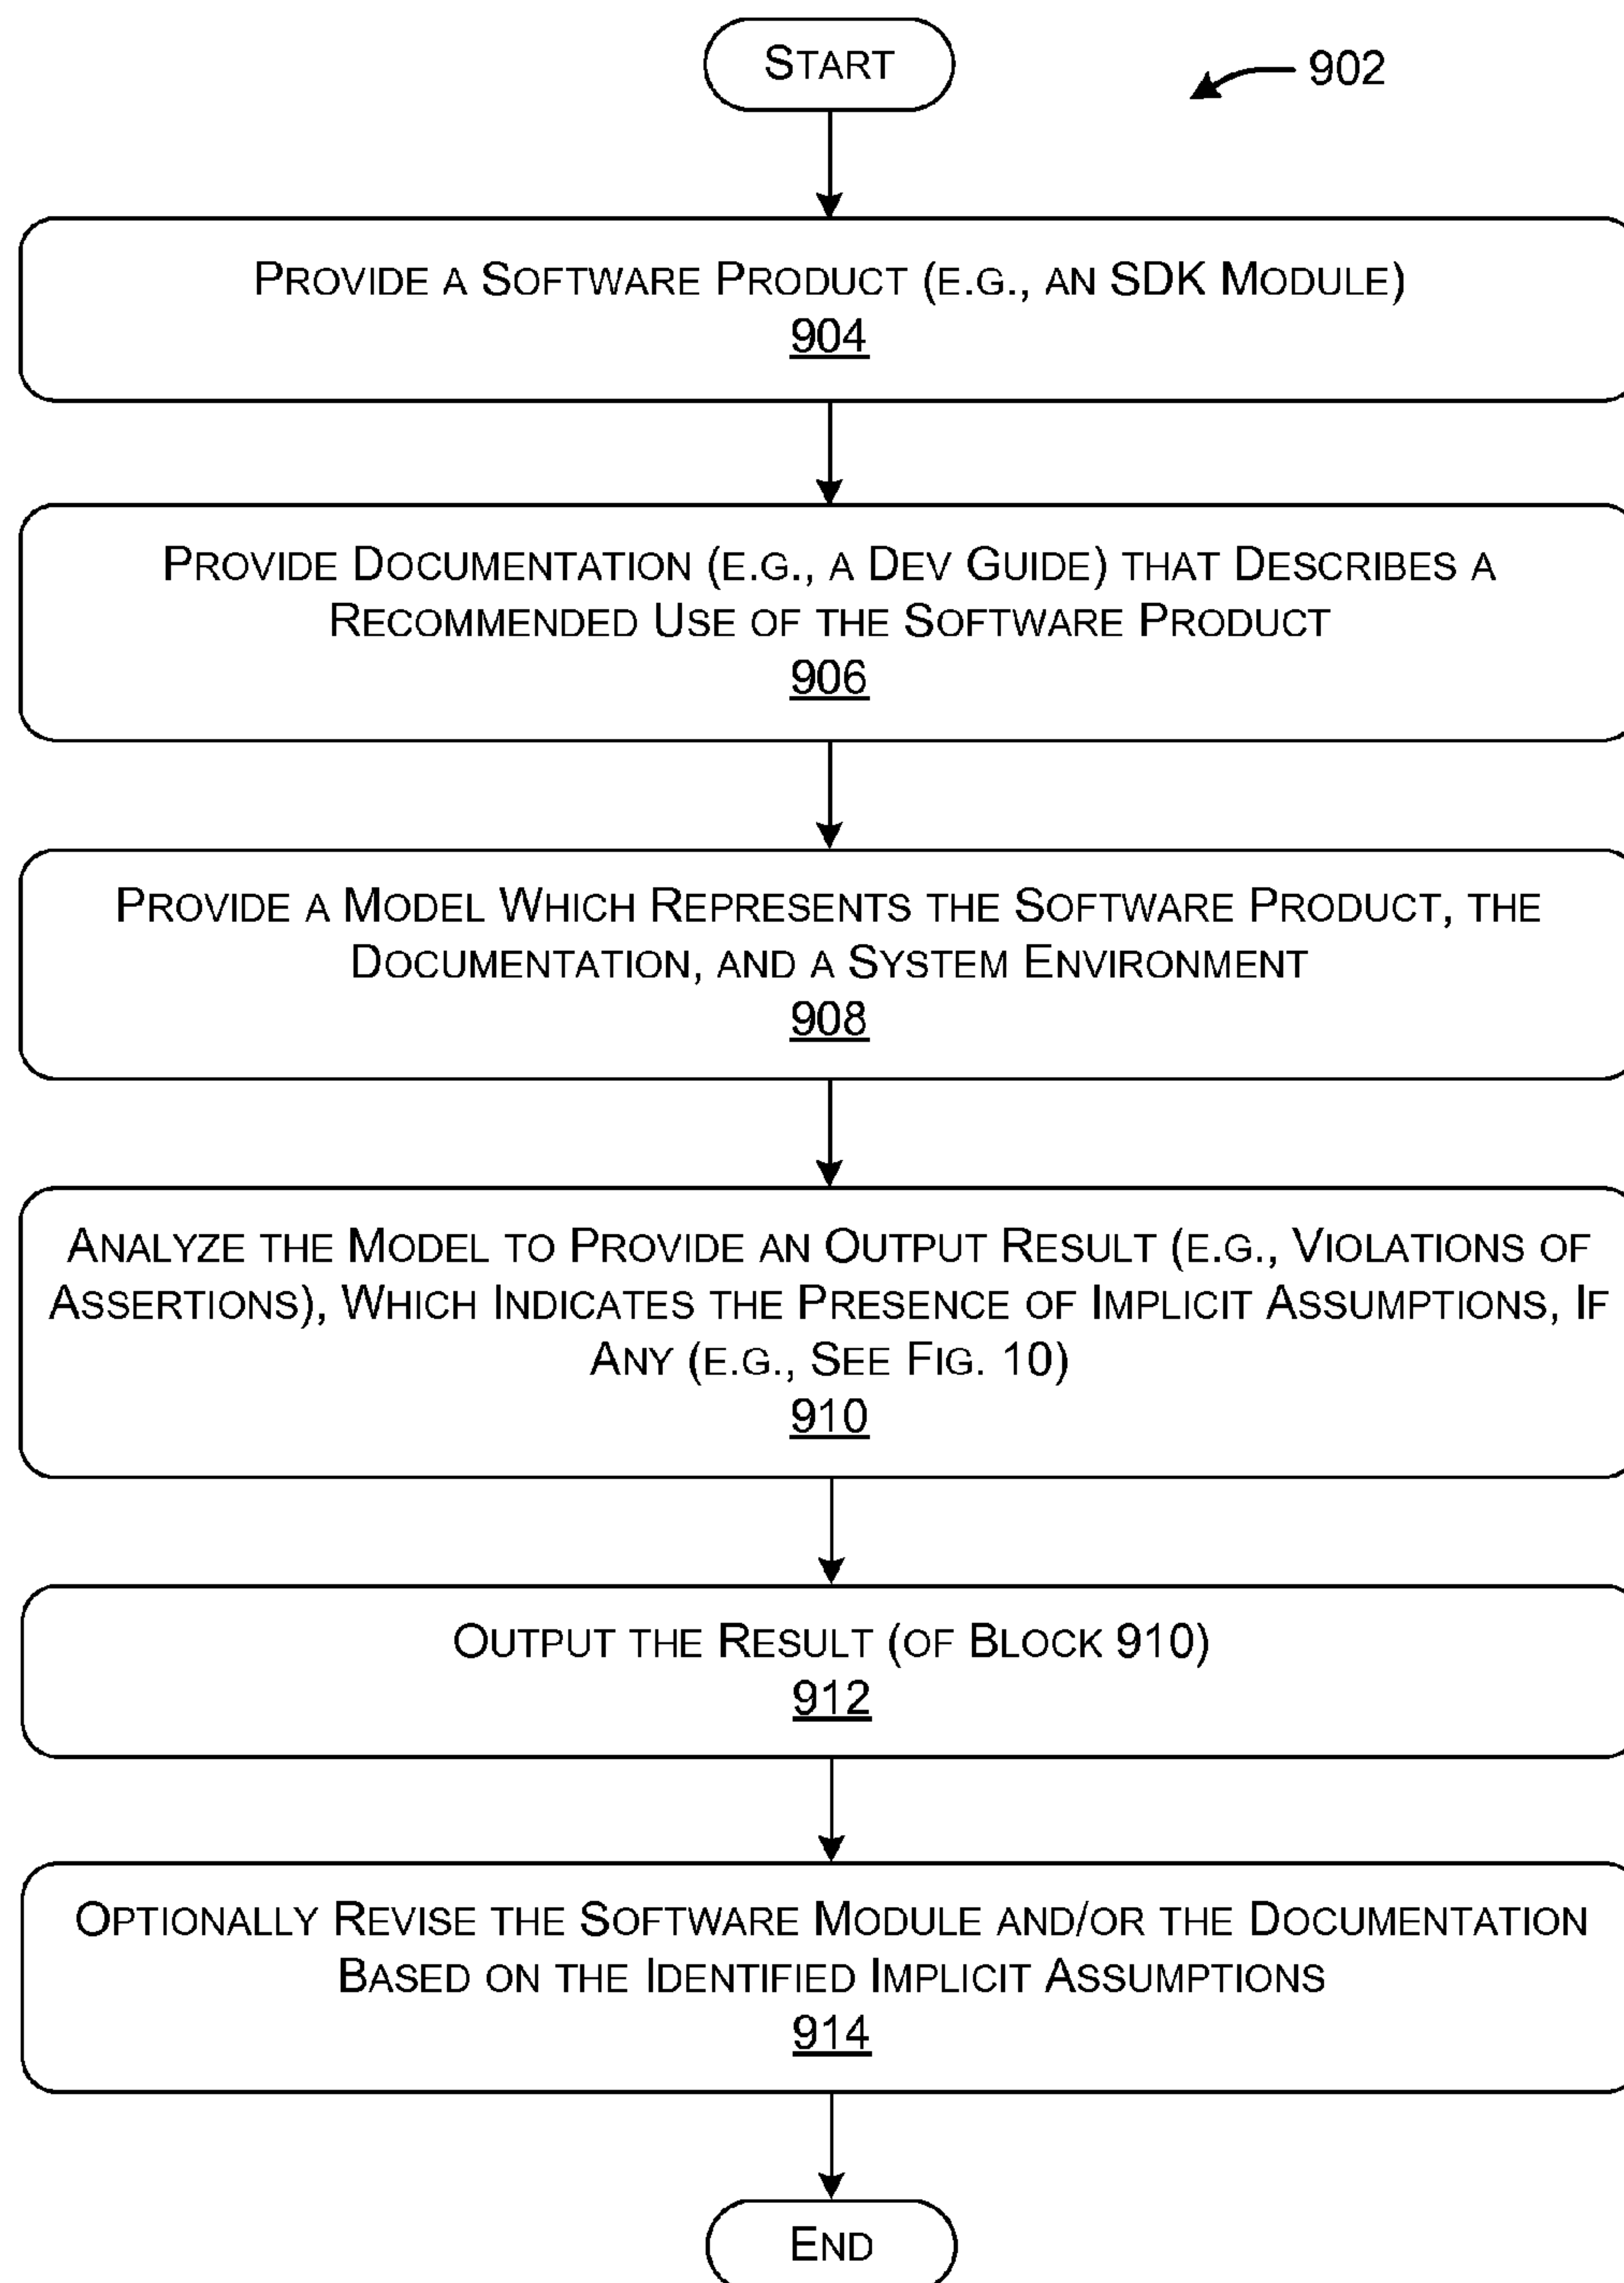 START
902
PROVIDE A SOFTWARE PRODUCT (E.G., AN SDK MODULE)
904
PROVIDE DOCUMENTATION (E.G., A DEV GUIDE) THAT DESCRIBES A
RECOMMENDED USE OF THE SOFTWARE PRODUCT
906
PROVIDE A MODEL WHICH REPRESENTS THE SOFTWARE PRODUCT, THE
DOCUMENTATION, AND A SYSTEM ENVIRONMENT
908
ANALYZE THE MODEL TO PROVIDE AN OUTPUT RESULT (E.G., VIOLATIONS OF
ASSERTIONS), WHICH INDICATES THE PRESENCE OF IMPLICIT ASSUMPTIONS, IF
ANY (E.G., SEE FIG. 10)
910
OUTPUT THE RESULT (OF BLOCK 910)
912
OPTIONALLY REVISE THE SOFTWARE MODULE AND/OR THE DOCUMENTATION
BASED ON THE IDENTIFIED IMPLICIT ASSUMPTIONS
914
END